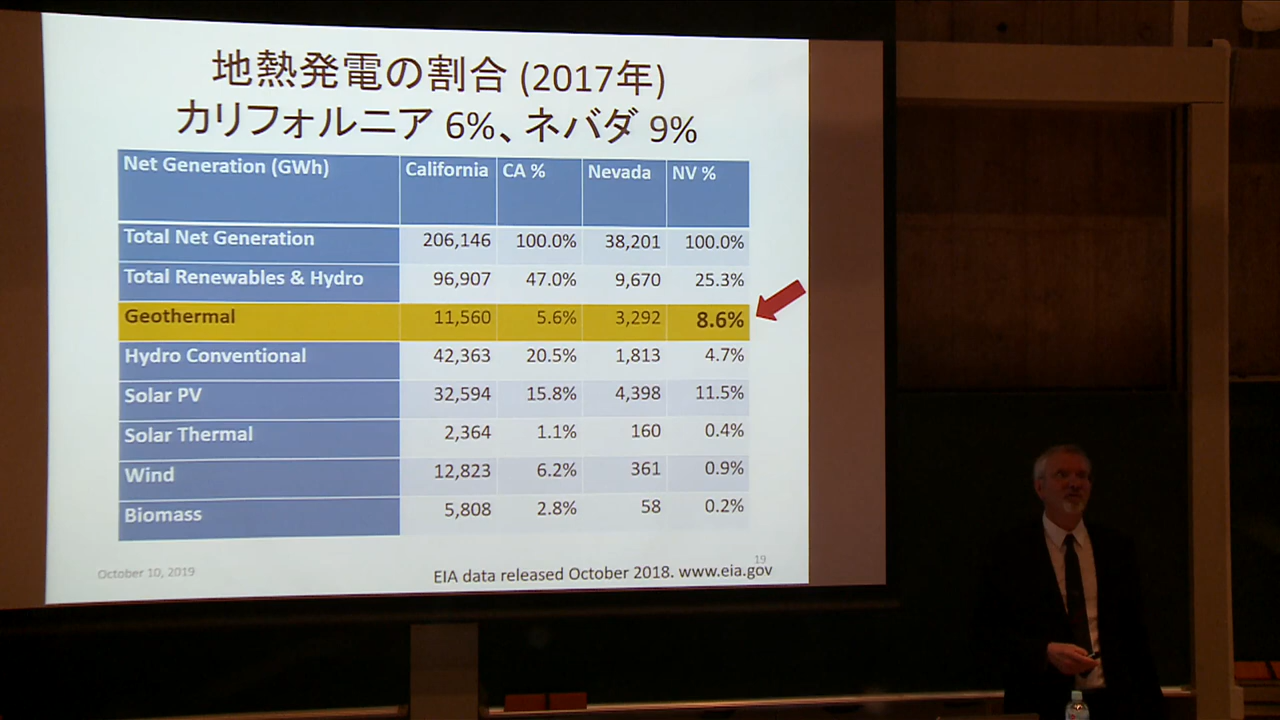 地熱発電の割合 (2017年)
カリフォルニア 6%、ネバダ 9%
Net Generation (GWh) California CA % Nevada NV %
Total Net Generation 206,146 100.0% 38,201 100.0%
Total Renewables & Hydro 96,907 47.0% 9,670 25.3%
Geothermal 11,560 5.6% 3,292 8.6%
Hydro Conventional 42,363 20.5% 1,813 4.7%
Solar PV 32,594 15.8% 4,398 11.5%
Solar Thermal 2,364 1.1% 160 0.4%
Wind 12,823 6.2% 361 0.9%
Biomass 5,808 2.8% 58 0.2%
19
October 10, 2019
EIA data released October 2018. www.eia.gov